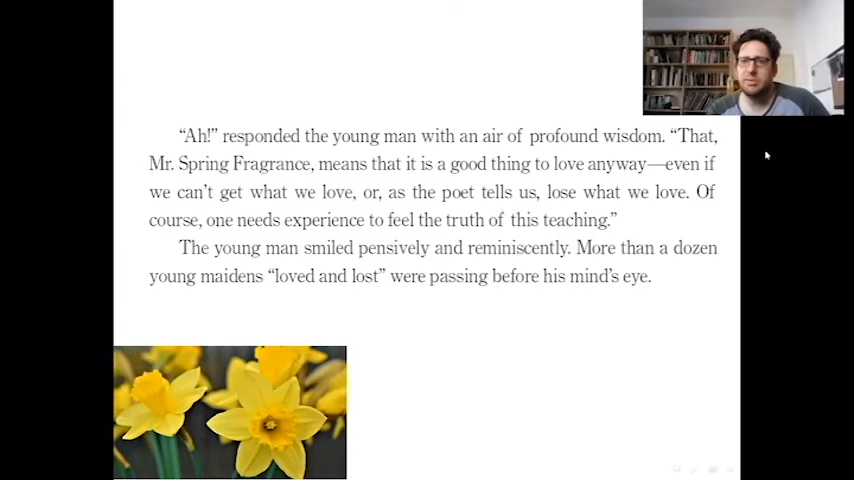 “Ah!” responded the young man with an air of profound wisdom. “That,
Mr. Spring Fragrance, means that it is a good thing to love anyway—even if
we can’t get what we love, or, as the poet tells us, lose what we love. Of
course, one needs experience to feel the truth of this teaching.”
The young man smiled pensively and reminiscently. More than a dozen
young maidens “loved and lost” were passing before his mind’s eye.